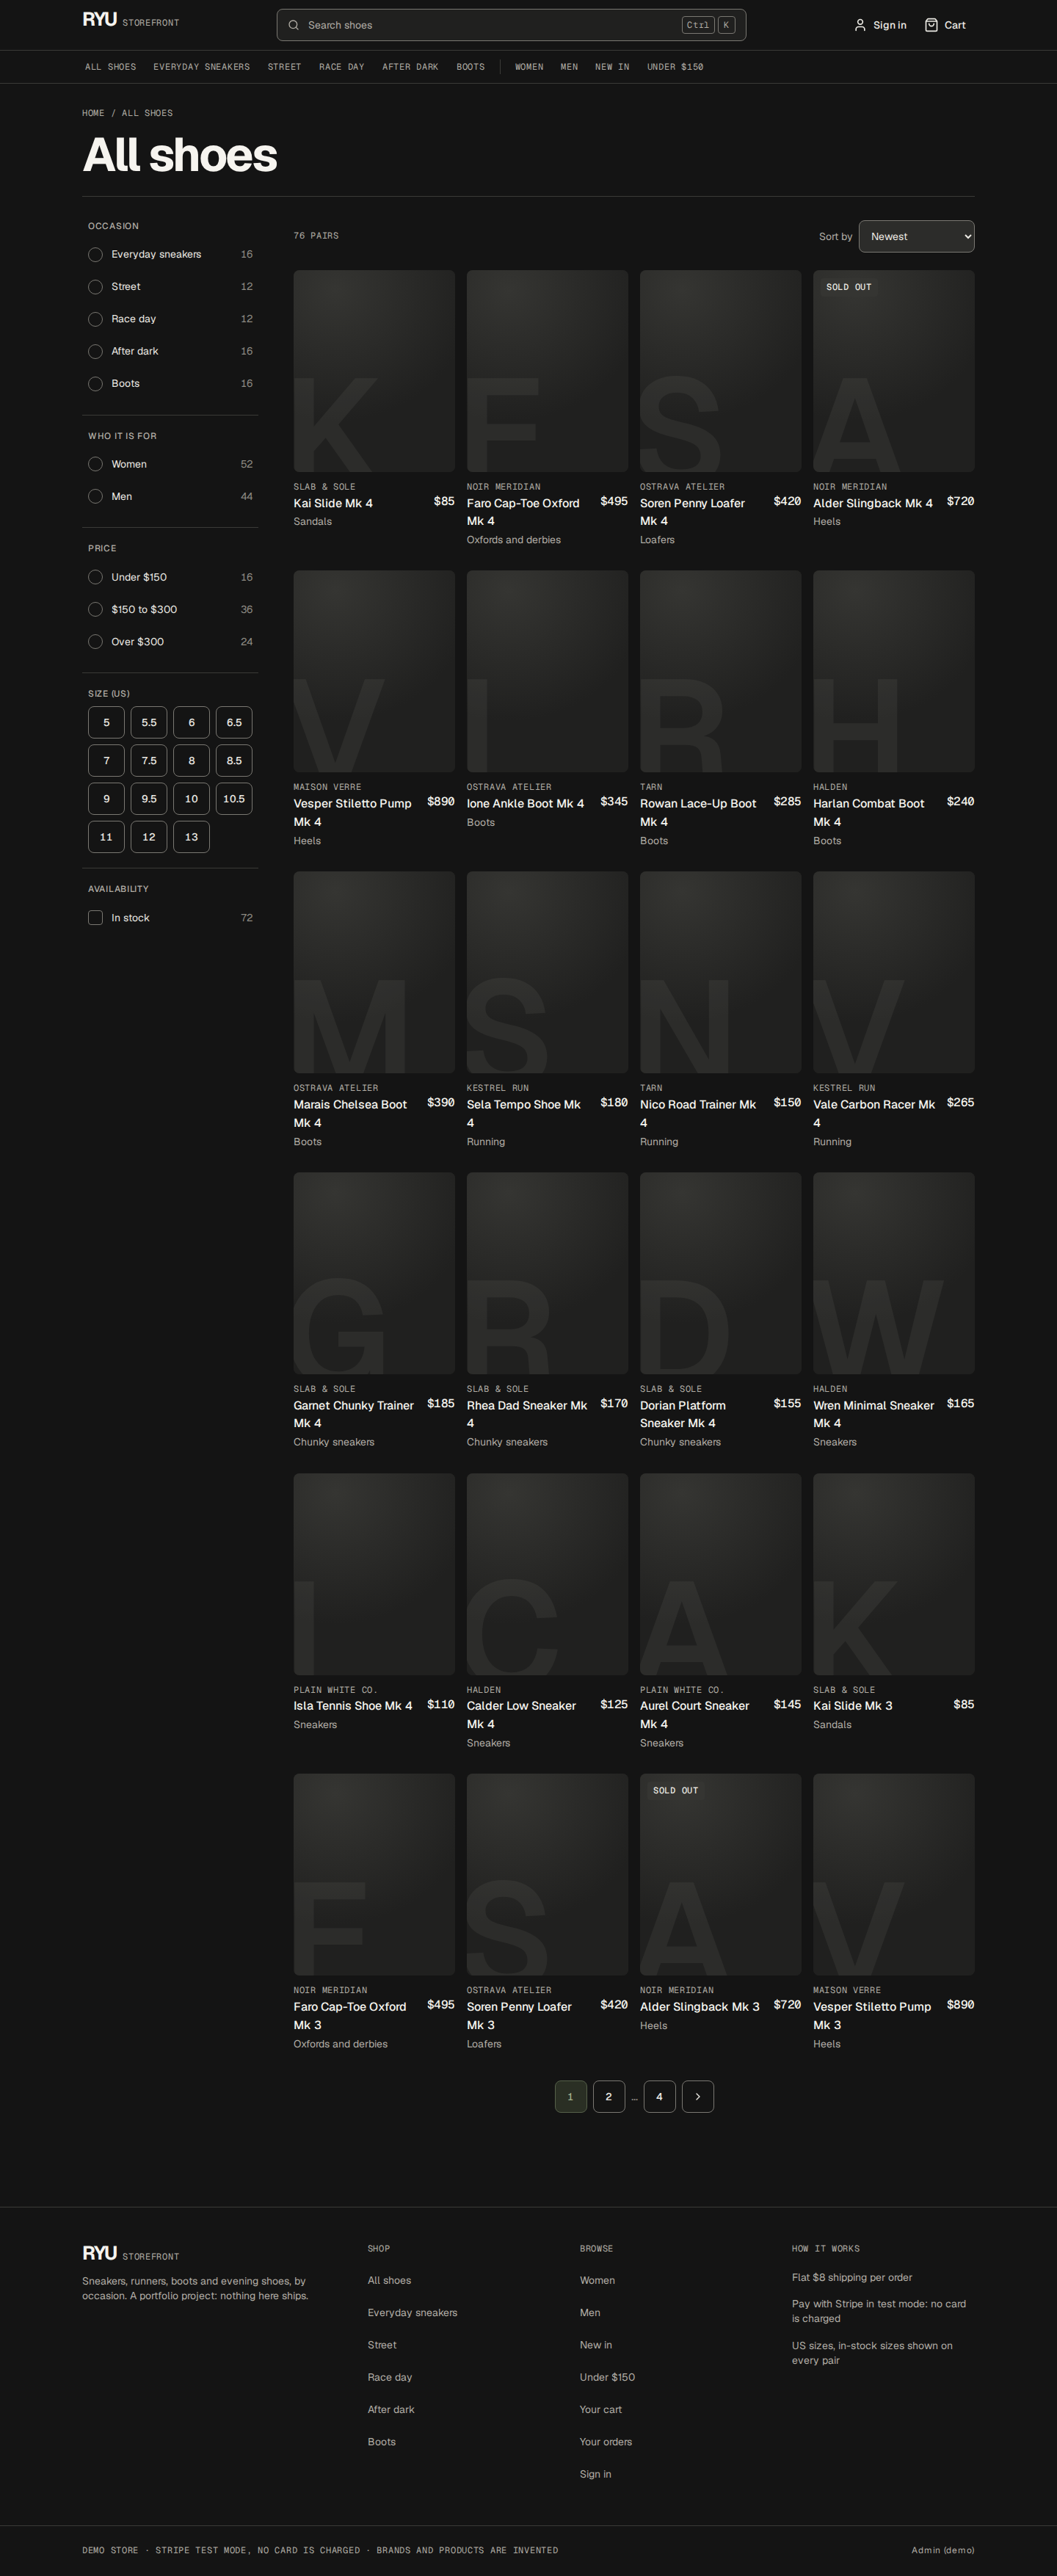 RYU STOREFRONT
Search shoes
Ctrl K
Sign in
Cart
ALL SHOES EVERYDAY SNEAKERS STREET RACE DAY AFTER DARK BOOTS WOMEN MEN NEW IN UNDER $150
HOME / ALL SHOES
All shoes
OCCASION
Everyday sneakers 16
Street 12
Race day 12
After dark 16
Boots 16
WHO IT IS FOR
Women 52
Men 44
PRICE
Under $150 16
$150 to $300 36
Over $300 24
SIZE (US)
5 5.5 6 6.5
7 7.5 8 8.5
9 9.5 10 10.5
11 12 13
AVAILABILITY
In stock 72
76 PAIRS
Sort by Newest
K
SLAB & SOLE
Kai Slide Mk 4 $85
Sandals
F
NOIR MERIDIAN
Faro Cap-Toe Oxford $495
Mk 4
Oxfords and derbies
S
OSTRAVA ATELIER
Soren Penny Loafer $420
Mk 4
Loafers
SOLD OUT
A
NOIR MERIDIAN
Alder Slingback Mk 4 $720
Heels
V
MAISON VERRE
Vesper Stiletto Pump $890
Mk 4
Heels
I
OSTRAVA ATELIER
Ione Ankle Boot Mk 4 $345
Boots
R
TARN
Rowan Lace-Up Boot $285
Mk 4
Boots
H
HALDEN
Harlan Combat Boot $240
Mk 4
Boots
M
OSTRAVA ATELIER
Marais Chelsea Boot $390
Mk 4
Boots
S
KESTREL RUN
Sela Tempo Shoe Mk $180
4
Running
N
TARN
Nico Road Trainer Mk $150
4
Running
V
KESTREL RUN
Vale Carbon Racer Mk $265
4
Running
G
SLAB & SOLE
Garnet Chunky Trainer $185
Mk 4
Chunky sneakers
R
SLAB & SOLE
Rhea Dad Sneaker Mk $170
4
Chunky sneakers
D
SLAB & SOLE
Dorian Platform $155
Sneaker Mk 4
Chunky sneakers
W
HALDEN
Wren Minimal Sneaker $165
Mk 4
Sneakers
I
PLAIN WHITE CO.
Isla Tennis Shoe Mk 4 $110
Sneakers
C
HALDEN
Calder Low Sneaker $125
Mk 4
Sneakers
A
PLAIN WHITE CO.
Aurel Court Sneaker $145
Mk 4
Sneakers
K
SLAB & SOLE
Kai Slide Mk 3 $85
Sandals
F
NOIR MERIDIAN
Faro Cap-Toe Oxford $495
Mk 3
Oxfords and derbies
S
OSTRAVA ATELIER
Soren Penny Loafer $420
Mk 3
Loafers
SOLD OUT
A
NOIR MERIDIAN
Alder Slingback Mk 3 $720
Heels
V
MAISON VERRE
Vesper Stiletto Pump $890
Mk 3
Heels
1 2 … 4
RYU STOREFRONT
Sneakers, runners, boots and evening shoes, by
occasion. A portfolio project: nothing here ships.
SHOP
All shoes
Everyday sneakers
Street
Race day
After dark
Boots
BROWSE
Women
Men
New in
Under $150
Your cart
Your orders
Sign in
HOW IT WORKS
Flat $8 shipping per order
Pay with Stripe in test mode: no card
is charged
US sizes, in-stock sizes shown on
every pair
DEMO STORE · STRIPE TEST MODE, NO CARD IS CHARGED · BRANDS AND PRODUCTS ARE INVENTED
Admin (demo)